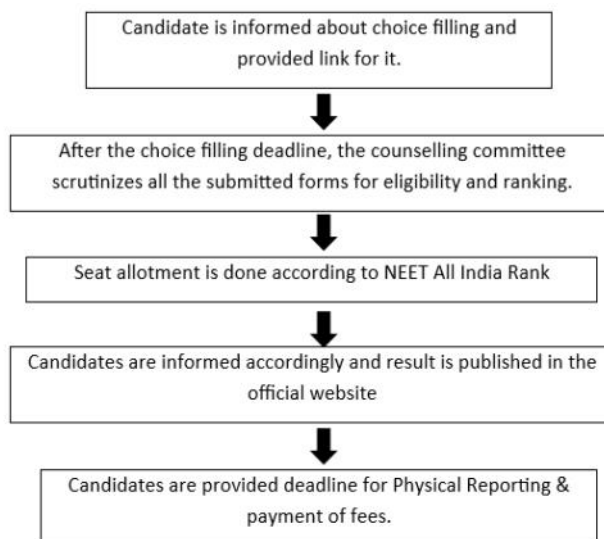 Candidate is informed about choice filling and
provided link for it.
After the choice filling deadline, the counselling committee
scrutinizes all the submitted forms for eligibility and ranking.
Seat allotment is done according to NEET All India Rank
Candidates are informed accordingly and result is published in the
official website
Candidates are provided deadline for Physical Reporting &
payment of fees.